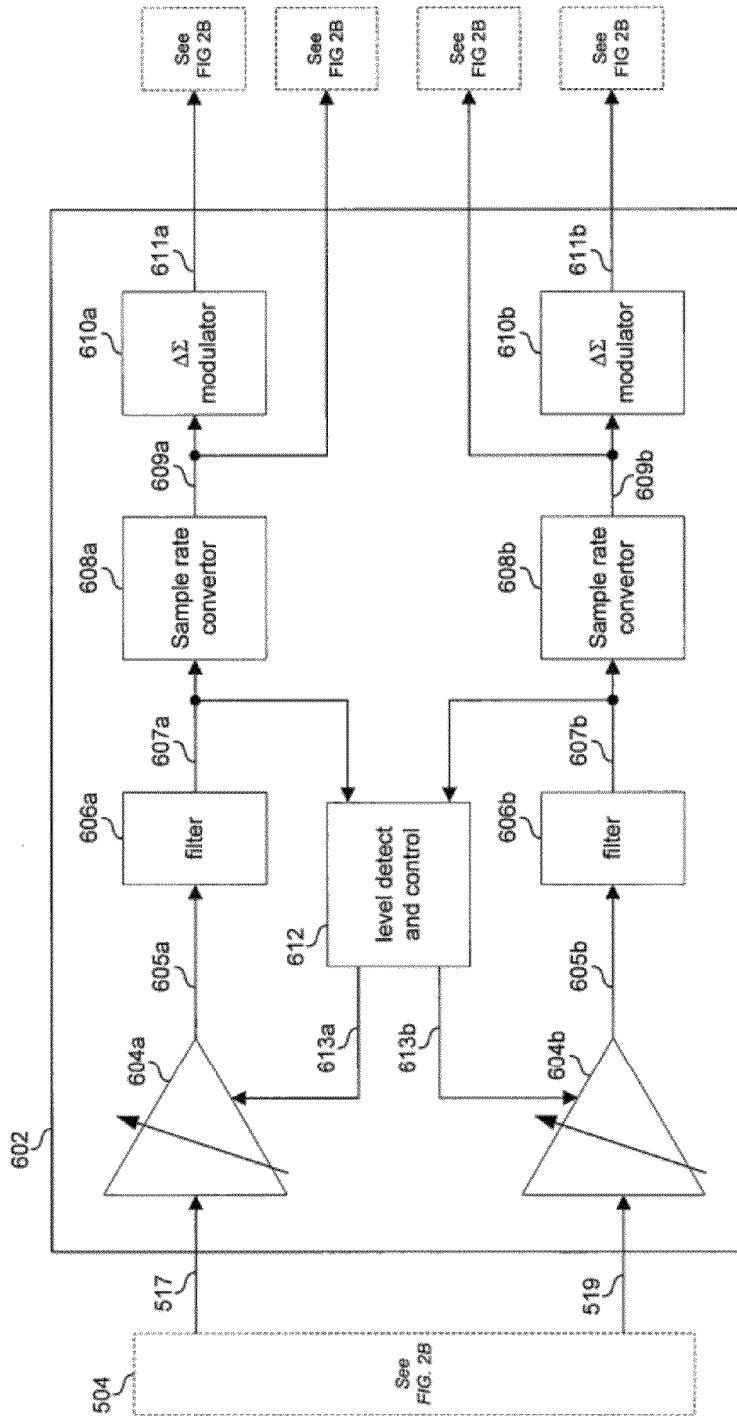 504
See
FIG. 2B
517
519
602
604a
605a
606a
filter
607a
608a
Sample rate
convertor
609a
610a
ΔΣ
modulator
611a
See
FIG 2B
See
FIG 2B
612
level detect
and control
613a
613b
604b
605b
606b
filter
607b
608b
Sample rate
convertor
609b
610b
ΔΣ
modulator
611b
See
FIG 2B
See
FIG 2B